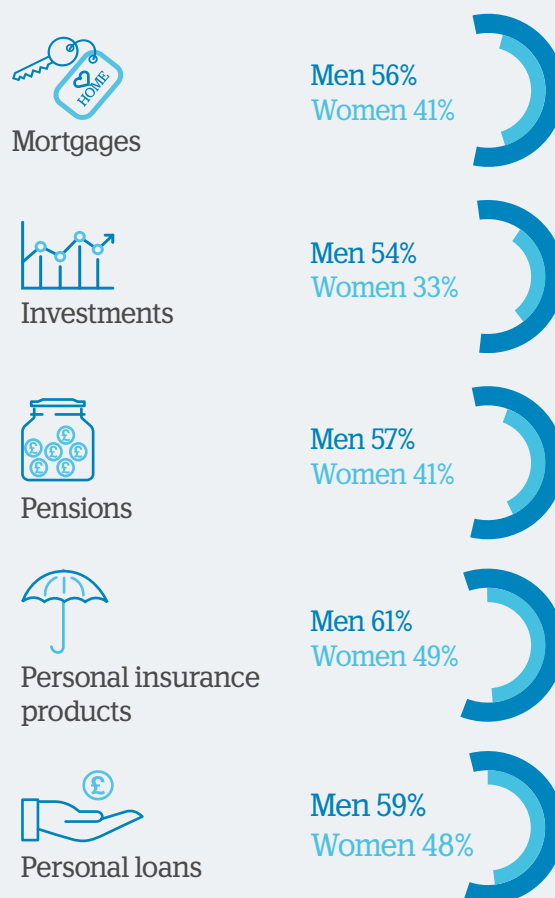 HOME
Mortgages
Men 56%
Women 41%
Investments
Men 54%
Women 33%
£
£
£
£
£
£
Pensions
Men 57%
Women 41%
Personal insurance
products
Men 61%
Women 49%
£
Personal loans
Men 59%
Women 48%